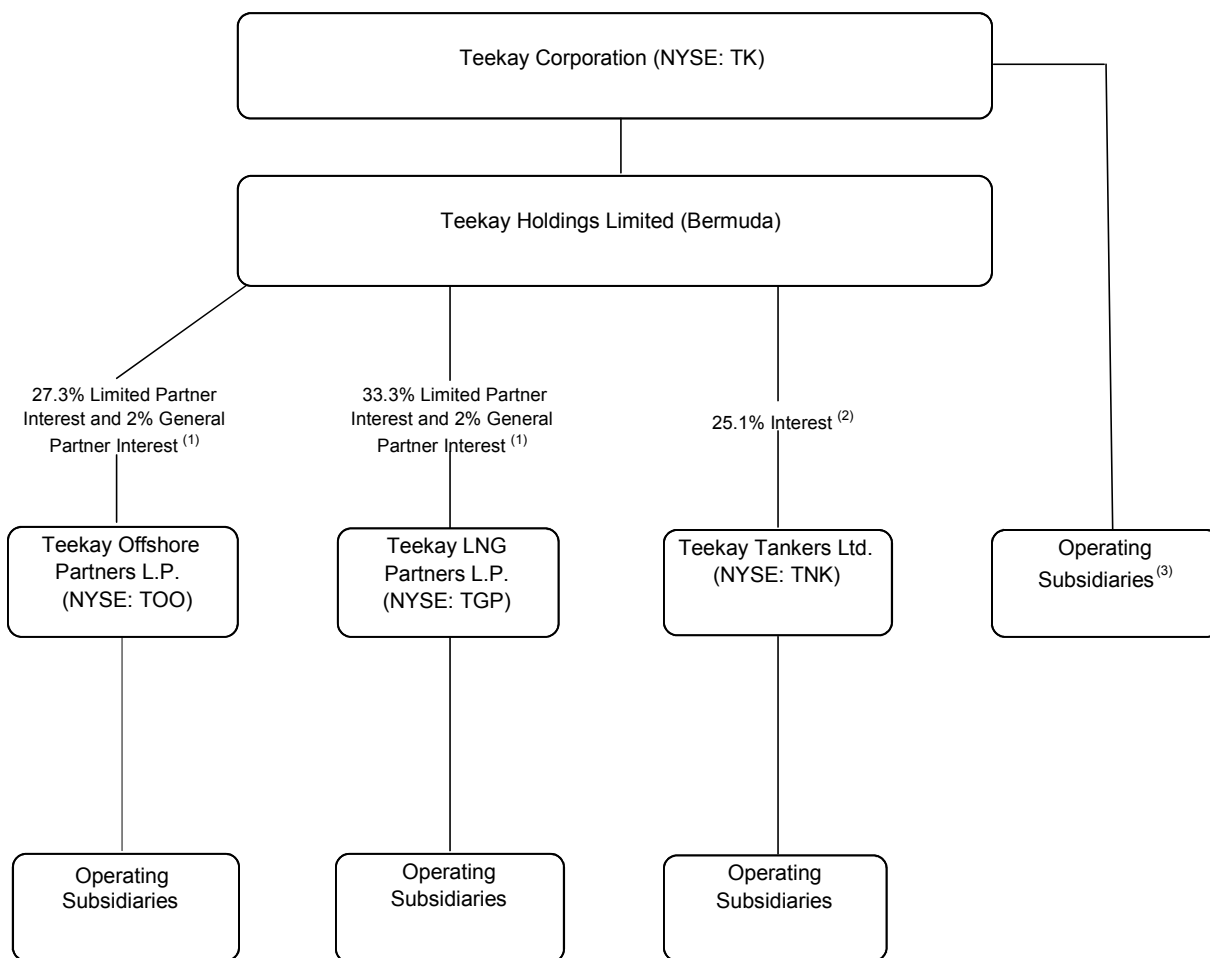 Teekay Corporation (NYSE: TK)
Teekay Holdings Limited (Bermuda)
27.3% Limited Partner
Interest and 2% General
Partner Interest (1)
33.3% Limited Partner
Interest and 2% General
Partner Interest (1)
25.1% Interest (2)
Teekay Offshore
Partners L.P.
(NYSE: TOO)
Teekay LNG
Partners L.P.
(NYSE: TGP)
Teekay Tankers Ltd.
(NYSE: TNK)
Operating
Subsidiaries(3)
Operating
Subsidiaries
Operating
Subsidiaries
Operating
Subsidiaries